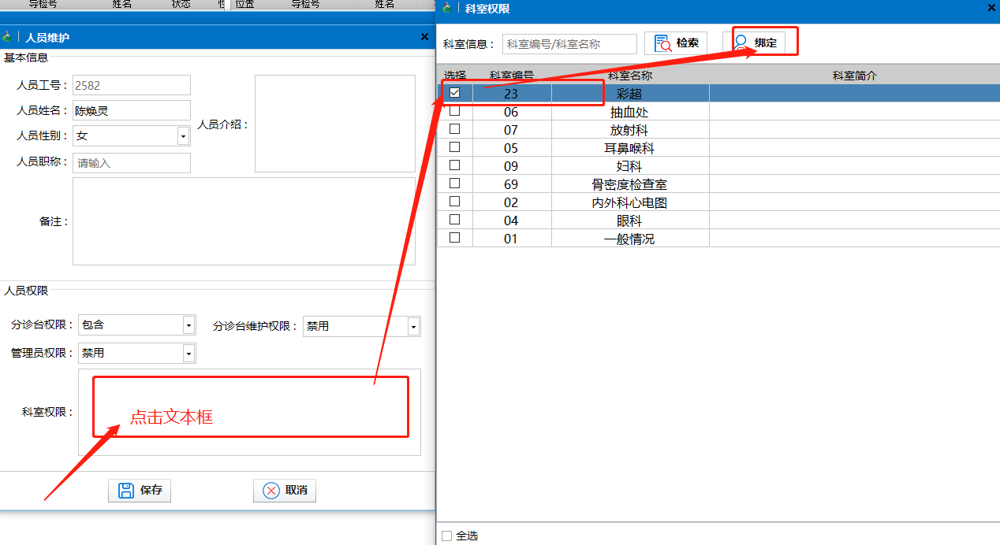 导检号 姓名 状态 位置 导检号 姓名
人员维护
基本信息
人员工号： 2582
人员姓名： 陈焕灵
人员性别： 女
人员介绍：
人员职称： 请输入
备注：
人员权限
分诊台权限： 包含 分诊台维护权限： 禁用
管理员权限： 禁用
科室权限：
点击文本框
保存 取消
科室权限
科室信息： 科室编号/科室名称 检索 绑定
选择 科室编号 科室名称 科室简介
23 彩超
06 抽血处
07 放射科
05 耳鼻喉科
09 妇科
69 骨密度检查室
02 内外科心电图
04 眼科
01 一般情况
全选